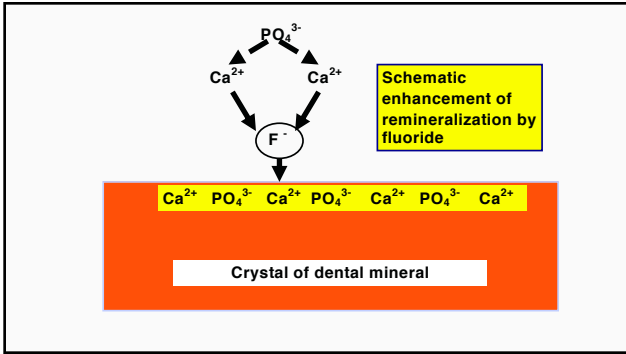 PO₄³⁻
Ca²⁺ Ca²⁺
Schematic
enhancement of
remineralization by
fluoride
F⁻
Ca²⁺ PO₄³⁻ Ca²⁺ PO₄³⁻ Ca²⁺ PO₄³⁻ Ca²⁺
Crystal of dental mineral